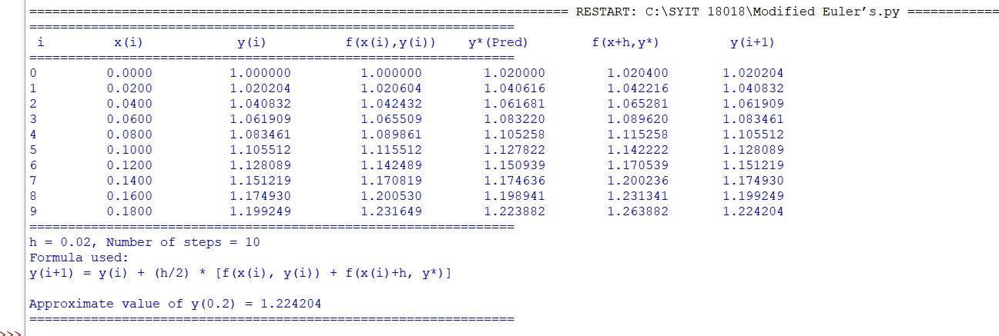 ====================================================================== RESTART: C:\SYIT 18018\Modified Euler’s.py ============
===============================================================
i x(i) y(i) f(x(i),y(i)) y*(Pred) f(x+h,y*) y(i+1)
===============================================================
0 0.0000 1.000000 1.000000 1.020000 1.020400 1.020204
1 0.0200 1.020204 1.020604 1.040616 1.042216 1.040832
2 0.0400 1.040832 1.042432 1.061681 1.065281 1.061909
3 0.0600 1.061909 1.065509 1.083220 1.089620 1.083461
4 0.0800 1.083461 1.089861 1.105258 1.115258 1.105512
5 0.1000 1.105512 1.115512 1.127822 1.142222 1.128089
6 0.1200 1.128089 1.142489 1.150939 1.170539 1.151219
7 0.1400 1.151219 1.170819 1.174636 1.200236 1.174930
8 0.1600 1.174930 1.200530 1.198941 1.231341 1.199249
9 0.1800 1.199249 1.231649 1.223882 1.263882 1.224204
===============================================================
h = 0.02, Number of steps = 10
Formula used:
y(i+1) = y(i) + (h/2) * [f(x(i), y(i)) + f(x(i)+h, y*)]
Approximate value of y(0.2) = 1.224204
===============================================================
>>>